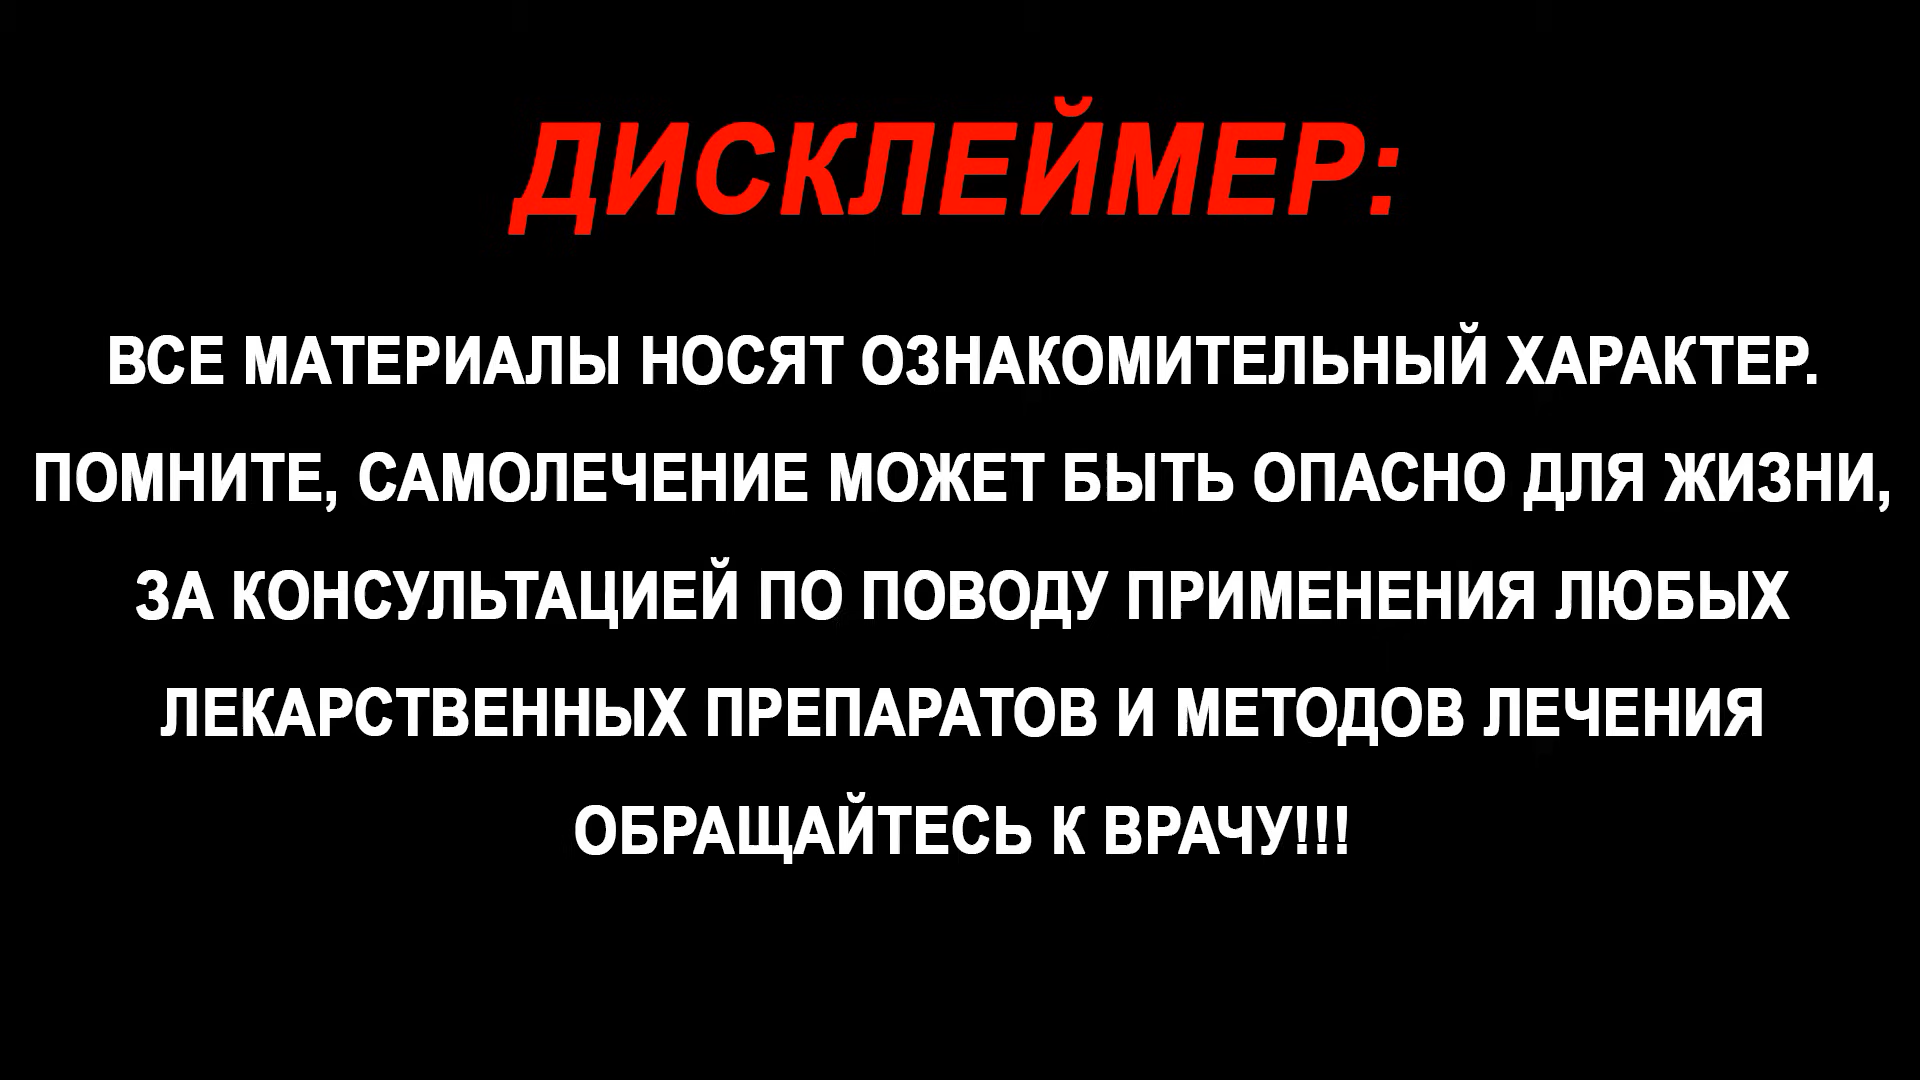 ДИСКЛЕЙМЕР:
ВСЕ МАТЕРИАЛЫ НОСЯТ ОЗНАКОМИТЕЛЬНЫЙ ХАРАКТЕР.
ПОМНИТЕ, САМОЛЕЧЕНИЕ МОЖЕТ БЫТЬ ОПАСНО ДЛЯ ЖИЗНИ,
ЗА КОНСУЛЬТАЦИЕЙ ПО ПОВОДУ ПРИМЕНЕНИЯ ЛЮБЫХ
ЛЕКАРСТВЕННЫХ ПРЕПАРАТОВ И МЕТОДОВ ЛЕЧЕНИЯ
ОБРАЩАЙТЕСЬ К ВРАЧУ!!!